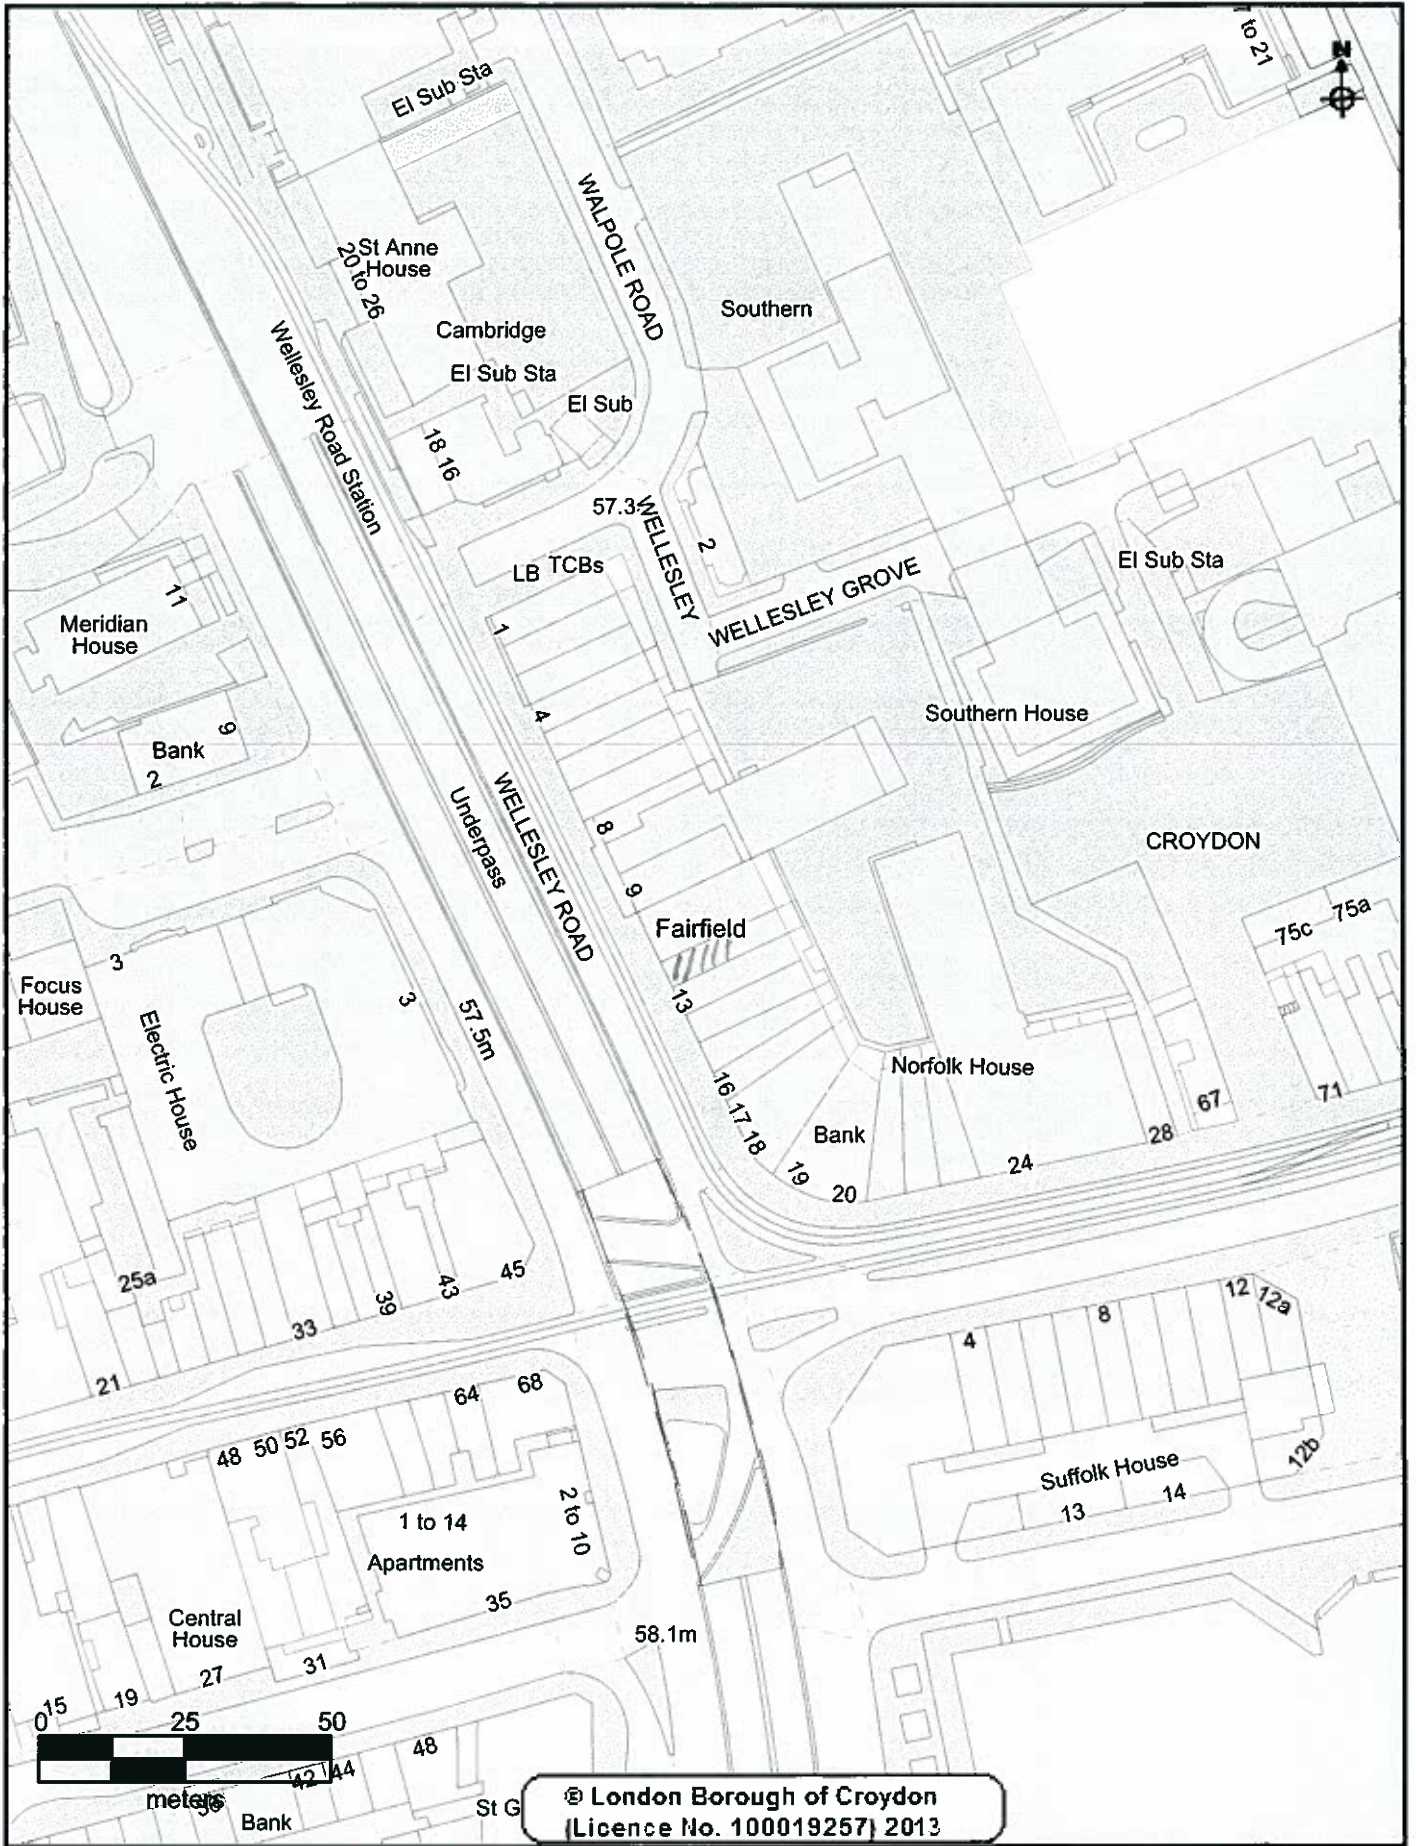 1 to 21
N
El Sub Sta
WALPOLE ROAD
St Anne
House
20 to 26
Southern
Cambridge
Wellesley Road Station
El Sub Sta
El Sub
18 16
57.3
WELLESLEY
2
El Sub Sta
LB TCBs
WELLESLEY GROVE
11
Meridian
House
1
4
Southern House
9
Bank
2
Underpass
WELLESLEY ROAD
8
CROYDON
9
75c
75a
Fairfield
3
Focus
House
3
13
57.5m
Electric House
Norfolk House
16
17
18
67
71
Bank
28
19
24
20
25a
45
43
39
33
12
12a
8
4
21
64
68
48
50
52
56
12b
Suffolk House
2 to 10
14
13
1 to 14
Apartments
35
Central
House
58.1m
31
27
19
15
0
25
50
48
44
42
meters
Bank
St G
© London Borough of Croydon
(Licence No. 100019257) 2013